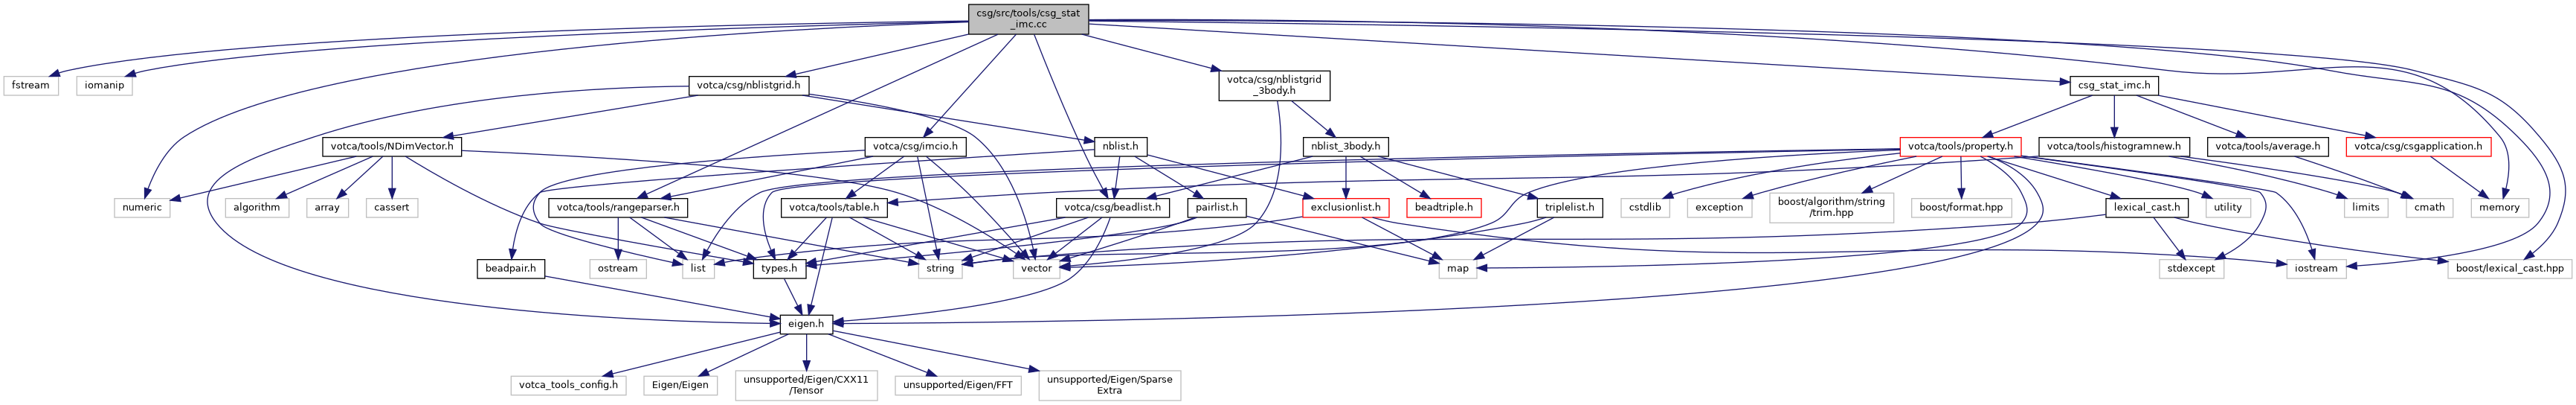 csg/src/tools/csg_stat
_imc.cc
fstream
iomanip
votca/csg/nblistgrid.h
votca/csg/nblistgrid
_3body.h
csg_stat_imc.h
votca/tools/NDimVector.h
votca/csg/imcio.h
nblist.h
nblist_3body.h
votca/tools/property.h
votca/tools/histogramnew.h
votca/tools/average.h
votca/csg/csgapplication.h
numeric
algorithm
array
cassert
votca/tools/rangeparser.h
votca/tools/table.h
votca/csg/beadlist.h
pairlist.h
exclusionlist.h
beadtriple.h
triplelist.h
cstdlib
exception
boost/algorithm/string
/trim.hpp
boost/format.hpp
lexical_cast.h
utility
limits
cmath
memory
beadpair.h
ostream
list
types.h
string
vector
map
stdexcept
iostream
boost/lexical_cast.hpp
eigen.h
votca_tools_config.h
Eigen/Eigen
unsupported/Eigen/CXX11
/Tensor
unsupported/Eigen/FFT
unsupported/Eigen/Sparse
Extra